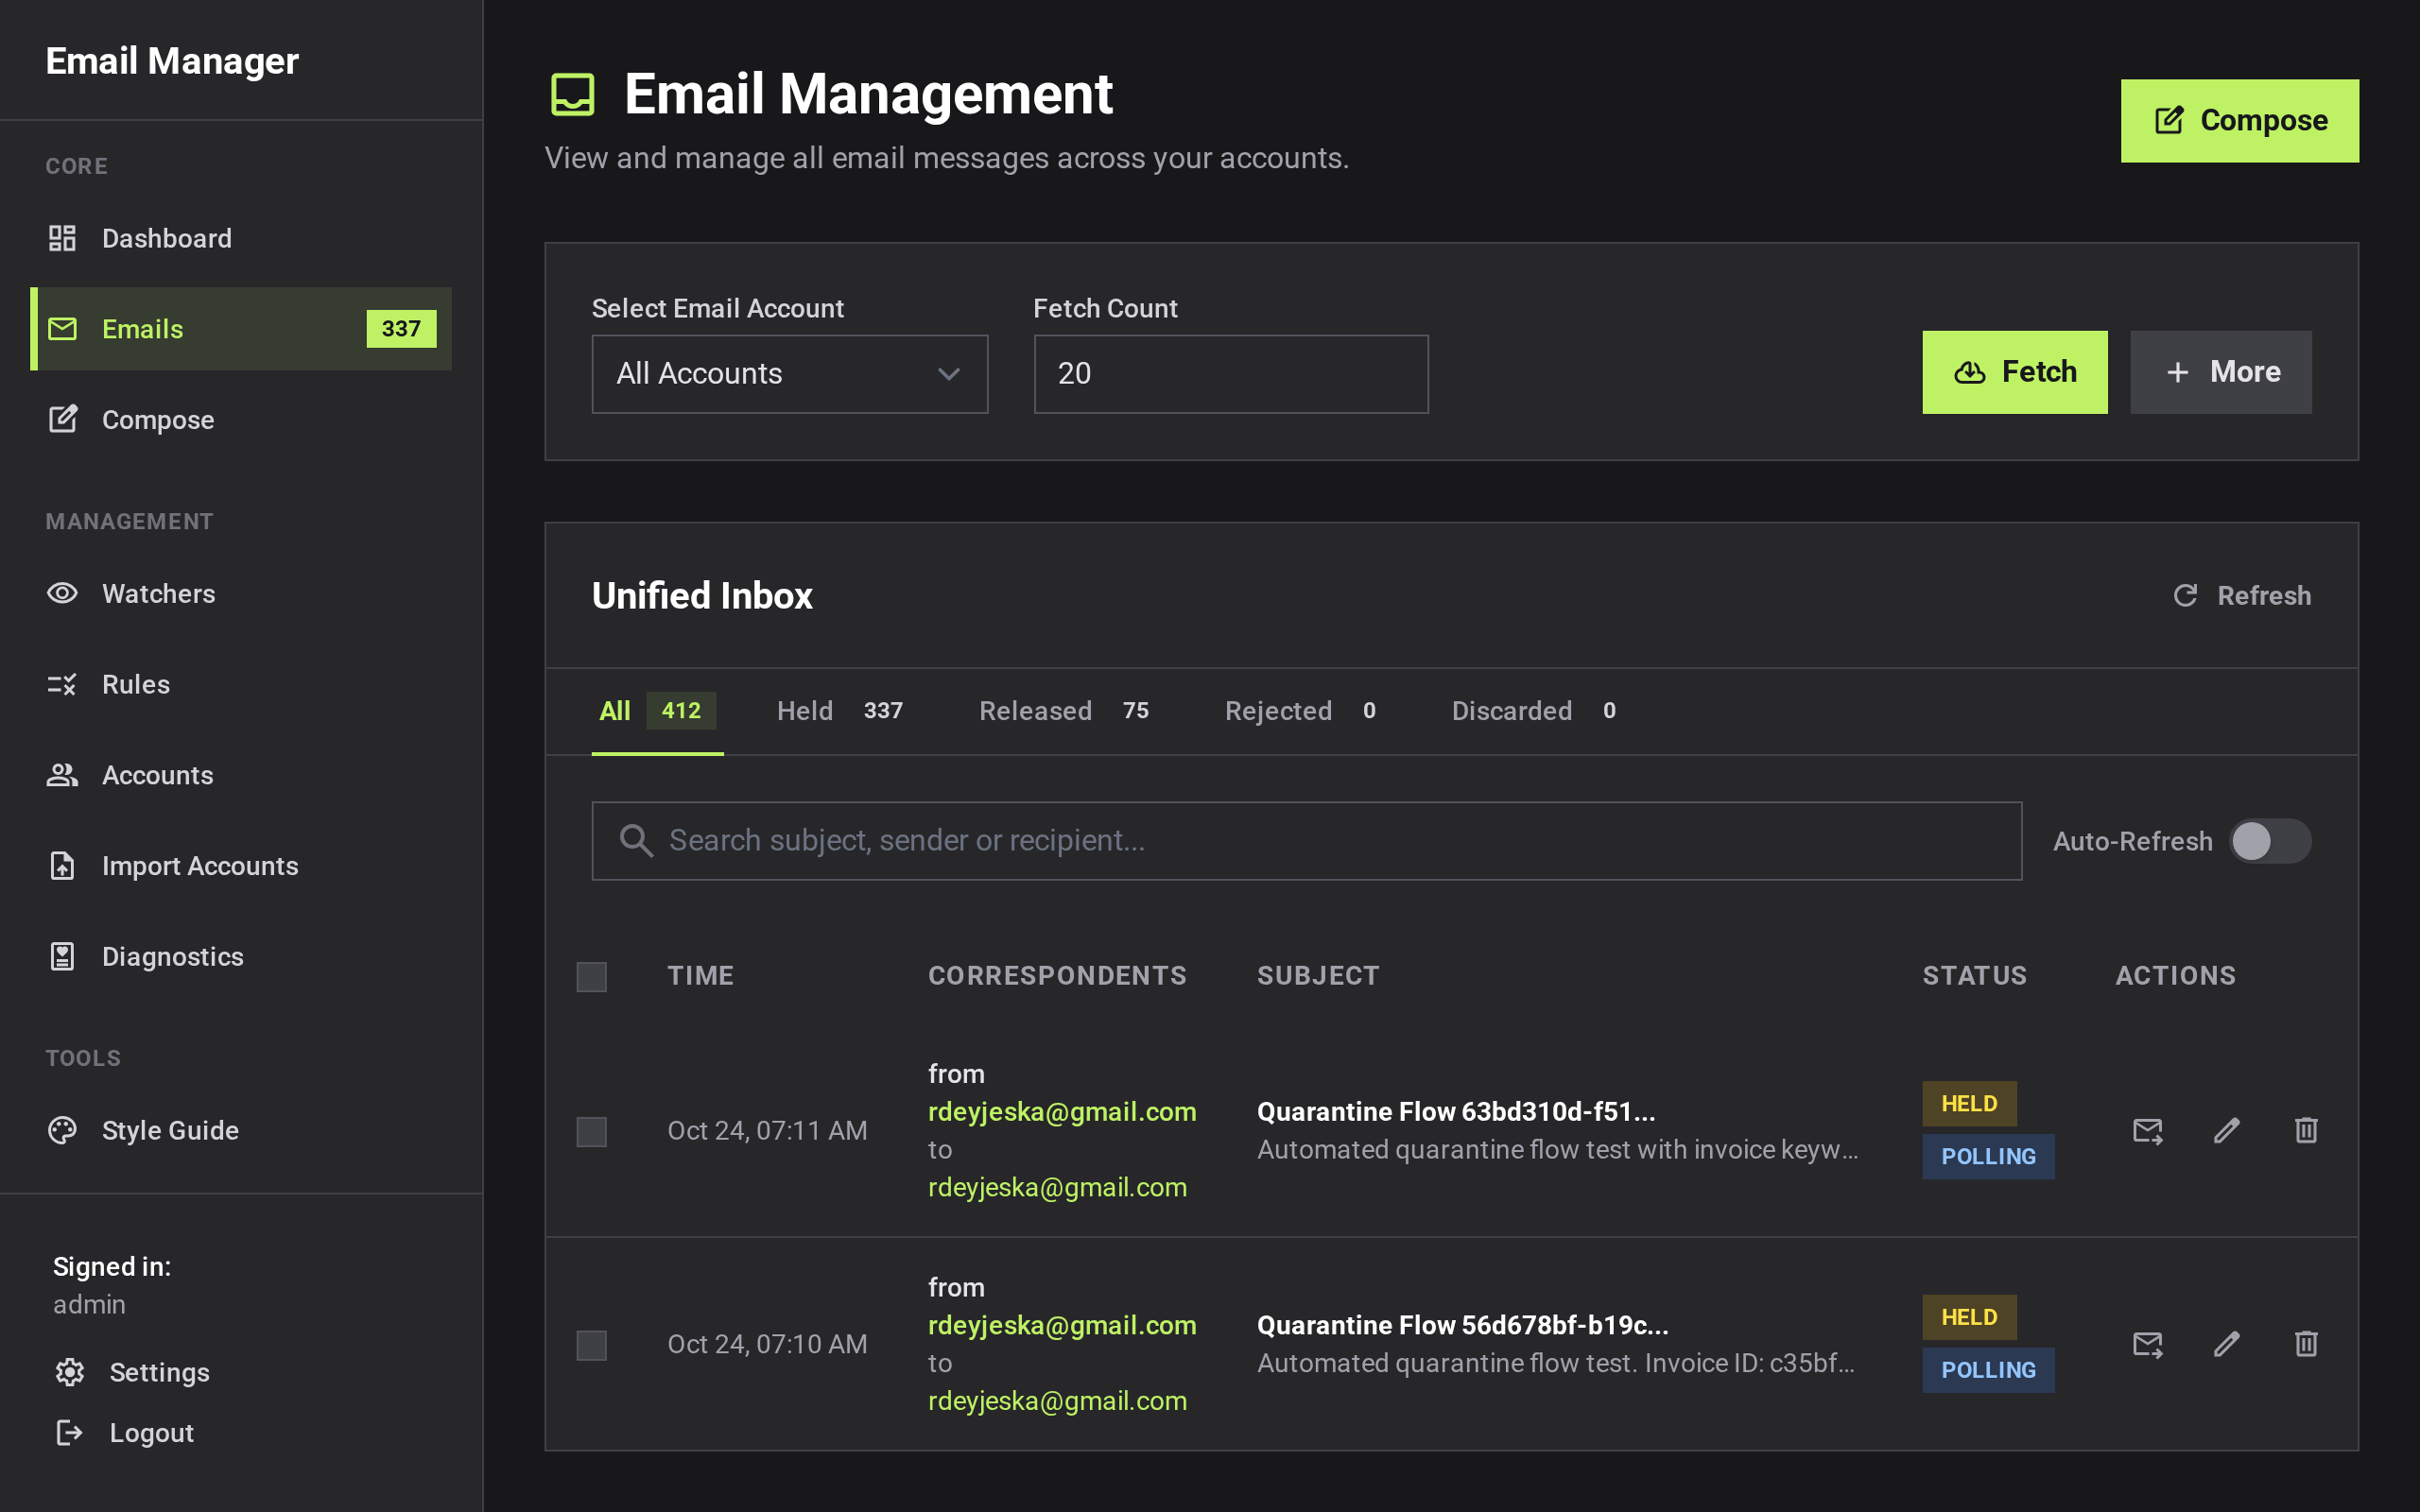 Email Manager
CORE
Dashboard
Emails 337
Compose
MANAGEMENT
Watchers
Rules
Accounts
Import Accounts
Diagnostics
TOOLS
Style Guide
Signed in:
admin
Settings
Logout
Email Management
View and manage all email messages across your accounts.
Compose
Select Email Account
All Accounts
Fetch Count
20
Fetch
More
Unified Inbox
Refresh
All 412 Held 337 Released 75 Rejected 0 Discarded 0
Search subject, sender or recipient...
Auto-Refresh
TIME CORRESPONDENTS SUBJECT STATUS ACTIONS
Oct 24, 07:11 AM
from
rdeyjeska@gmail.com
to
rdeyjeska@gmail.com
Quarantine Flow 63bd310d-f51...
Automated quarantine flow test with invoice keyw...
HELD
POLLING
Oct 24, 07:10 AM
from
rdeyjeska@gmail.com
to
rdeyjeska@gmail.com
Quarantine Flow 56d678bf-b19c...
Automated quarantine flow test. Invoice ID: c35bf...
HELD
POLLING